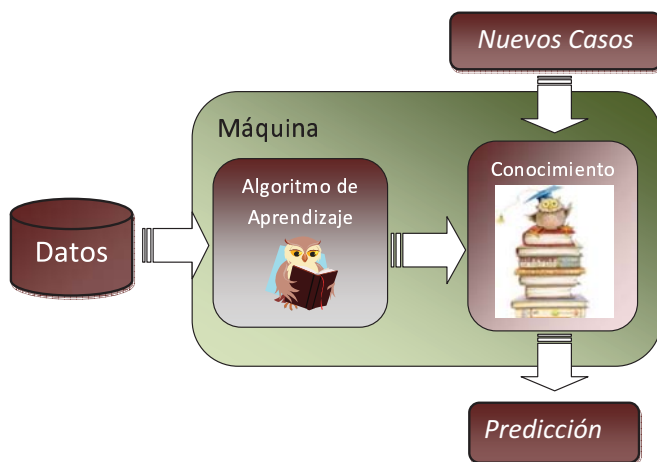 Nuevos Casos
Máquina
Algoritmo de
Aprendizaje
Conocimiento
Datos
Predicción